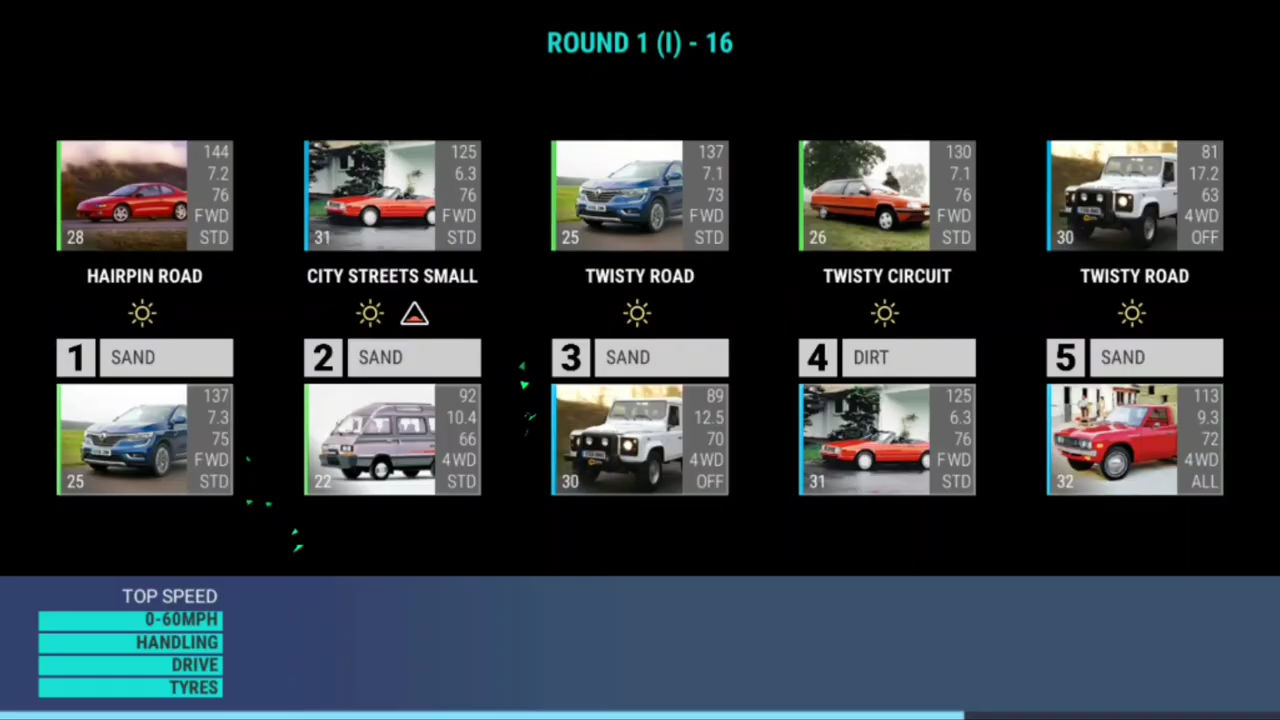 ROUND 1 (I) - 16
144
7.2
76
FWD
28 STD
125
6.3
76
FWD
31 STD
137
7.1
73
FWD
25 STD
130
7.1
76
FWD
26 STD
81
17.2
63
4WD
30 OFF
HAIRPIN ROAD
CITY STREETS SMALL
TWISTY ROAD
TWISTY CIRCUIT
TWISTY ROAD
1 SAND
2 SAND
3 SAND
4 DIRT
5 SAND
137
7.3
75
FWD
25 STD
92
10.4
66
4WD
22 STD
89
12.5
70
4WD
30 OFF
125
6.3
76
FWD
31 STD
113
9.3
72
4WD
32 ALL
TOP SPEED
0-60MPH
HANDLING
DRIVE
TYRES